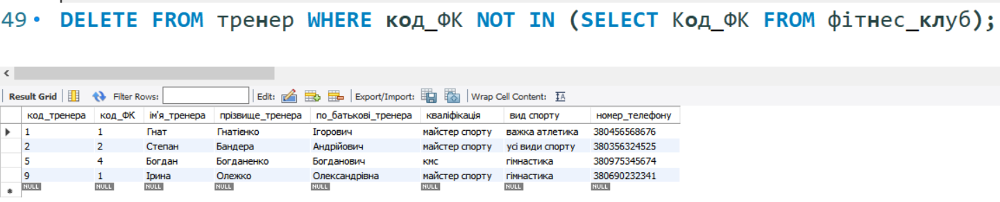 49 DELETE FROM тренер WHERE код_ФК NOT IN (SELECT Код_ФК FROM фітнес_клуб);
Result Grid Filter Rows: Edit: Export/Import: Wrap Cell Content:
код_тренера код_ФК ім'я_тренера прізвище_тренера по_батькові_тренера кваліфікація вид спорту номер_телефону
1 1 Гнат Гнатієнко Ігорович майстер спорту важка атлетика 380456568676
2 2 Степан Бандера Андрійович майстер спорту усі види спорту 380356324525
5 4 Богдан Богданенко Богданович кмс гімнастика 380975345674
9 1 Ірина Олежко Олександрівна майстер спорту гімнастика 380690232341
NULL NULL NULL NULL NULL NULL NULL NULL